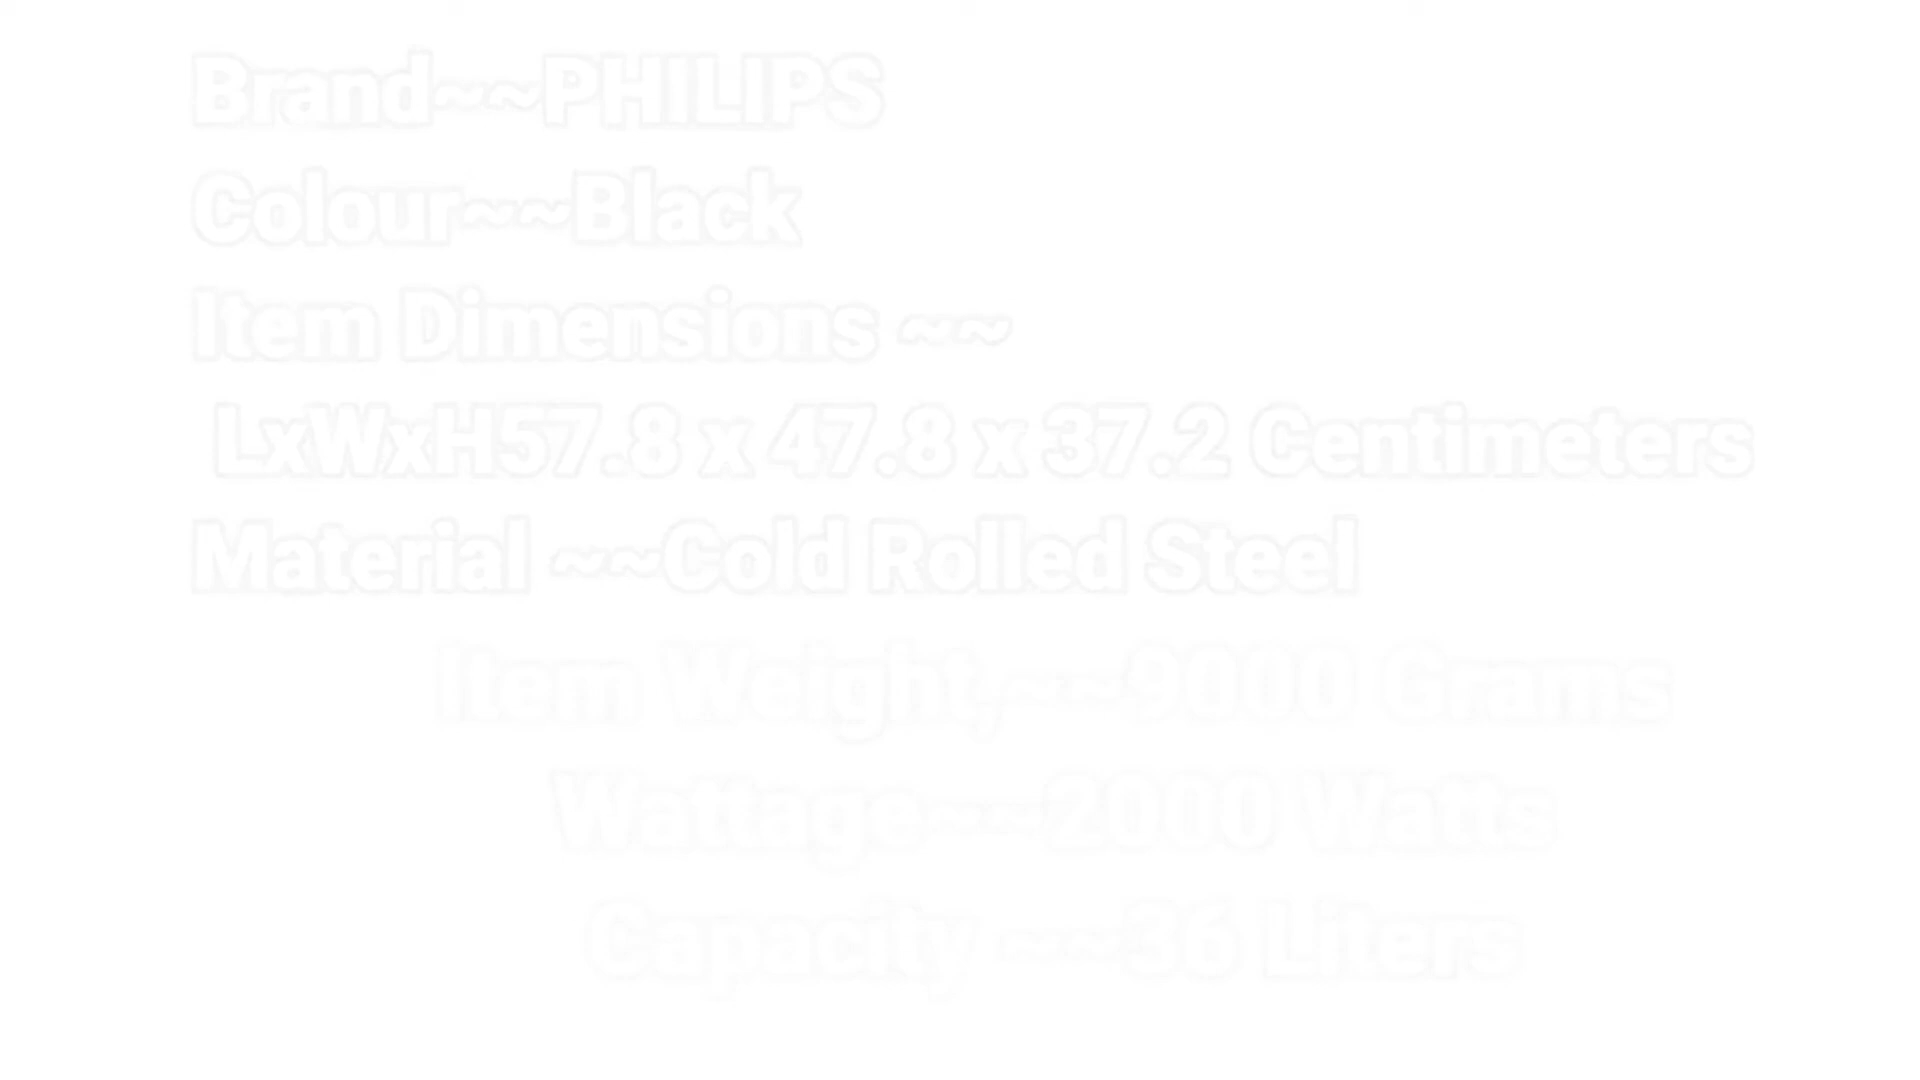 Brand~~PHILIPS
Colour~~Black
Item Dimensions ~~
LxWxH57.8 x 47.8 x 37.2 Centimeters
Material ~~Cold Rolled Steel
Item Weight,~~9000 Grams
Wattage~~2000 Watts
Capacity ~~36 Liters